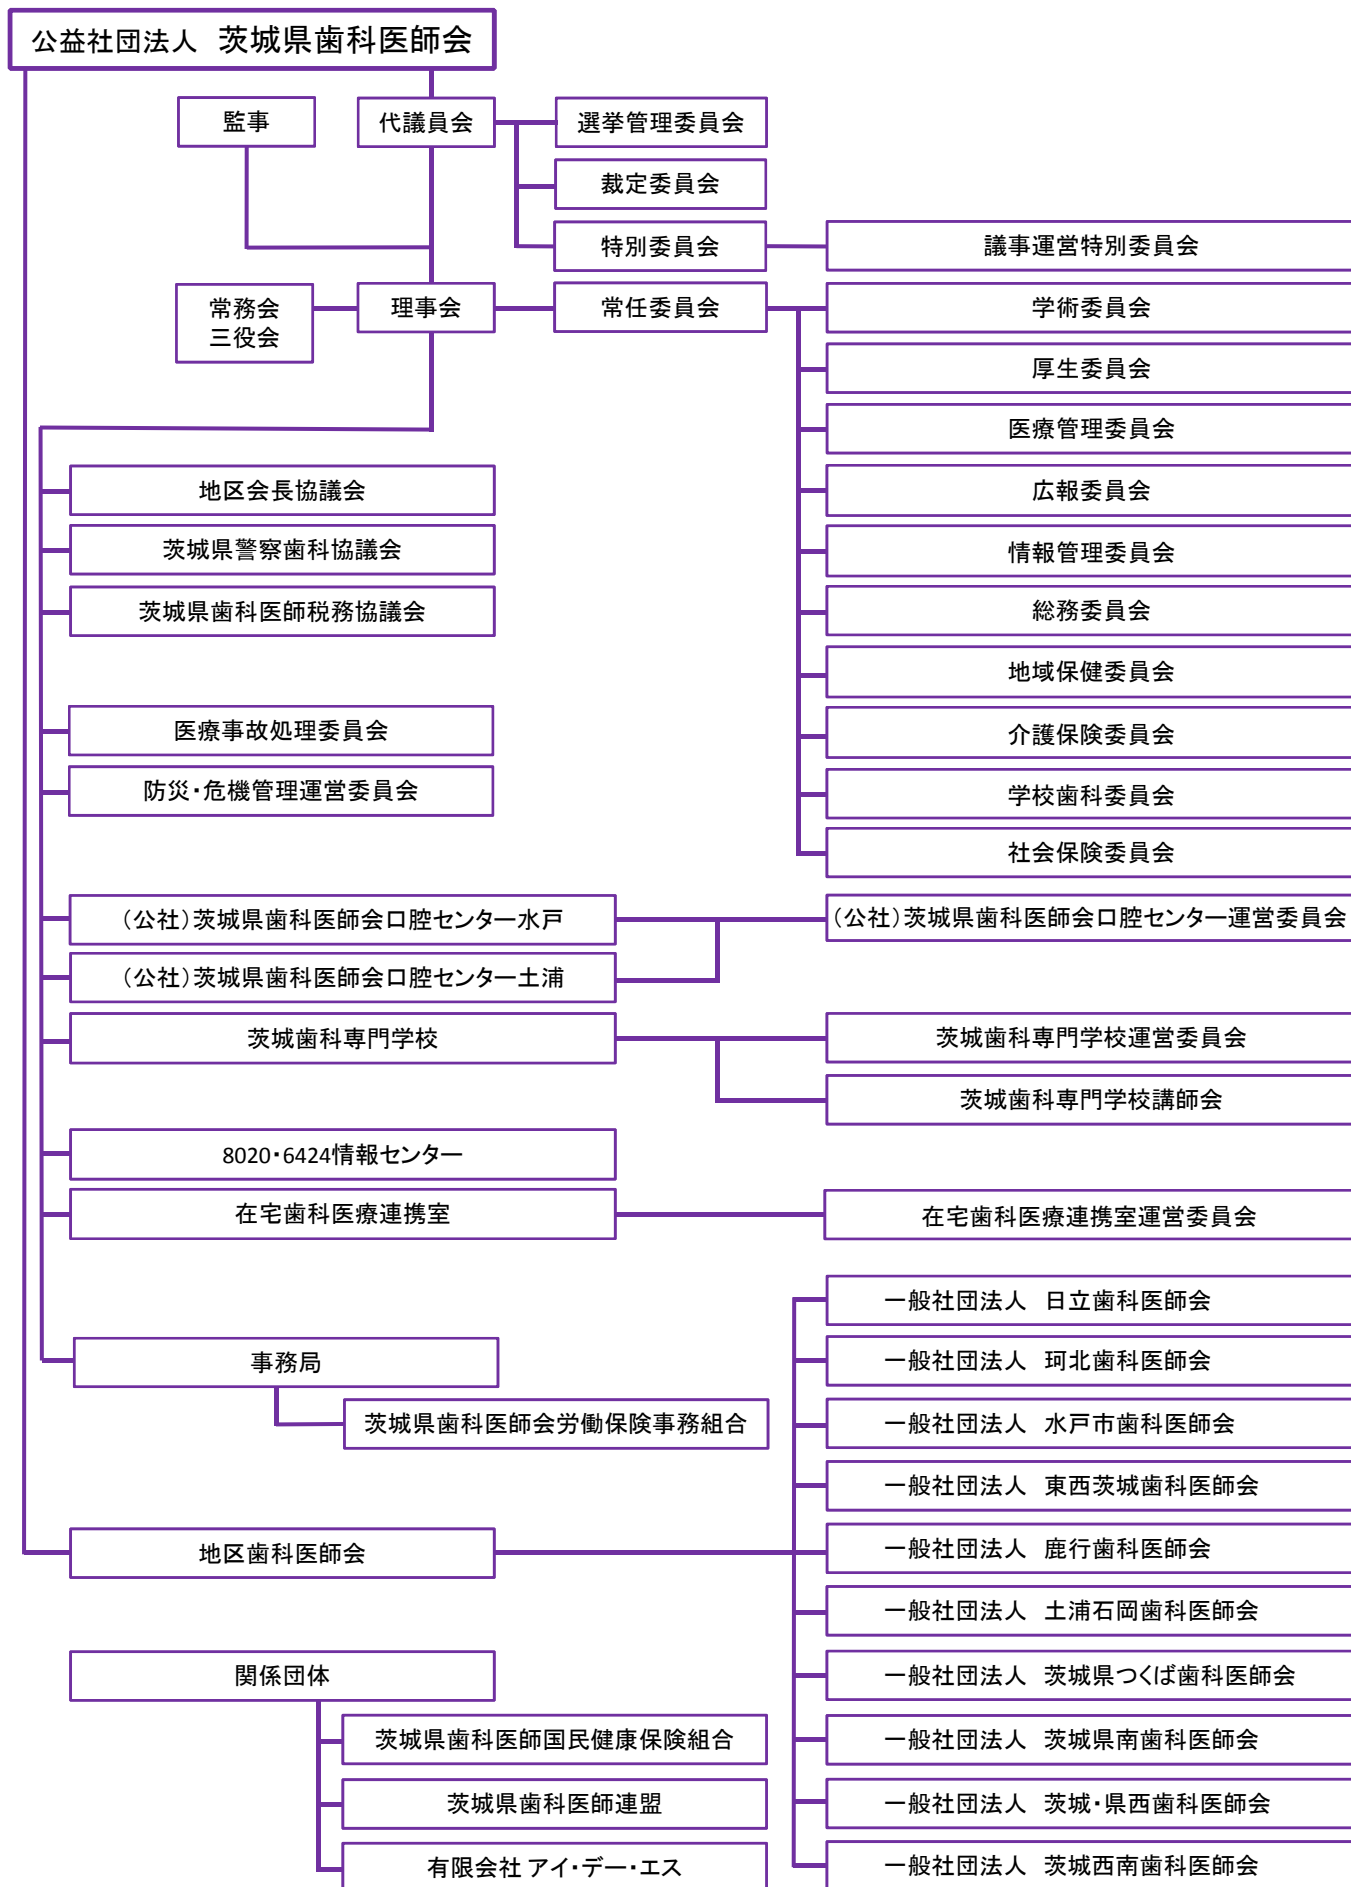 公益社団法人　茨城県歯科医師会
監事
代議員会
選挙管理委員会
裁定委員会
特別委員会
議事運営特別委員会
常務会
三役会
理事会
常任委員会
学術委員会
厚生委員会
医療管理委員会
広報委員会
情報管理委員会
総務委員会
地域保健委員会
介護保険委員会
学校歯科委員会
社会保険委員会
地区会長協議会
茨城県警察歯科協議会
茨城県歯科医師税務協議会
医療事故処理委員会
防災・危機管理運営委員会
（公社）茨城県歯科医師会口腔センター水戸
（公社）茨城県歯科医師会口腔センター運営委員会
（公社）茨城県歯科医師会口腔センター土浦
茨城歯科専門学校
茨城歯科専門学校運営委員会
茨城歯科専門学校講師会
8020・6424情報センター
在宅歯科医療連携室
在宅歯科医療連携室運営委員会
事務局
茨城県歯科医師会労働保険事務組合
地区歯科医師会
一般社団法人　日立歯科医師会
一般社団法人　珂北歯科医師会
一般社団法人　水戸市歯科医師会
一般社団法人　東西茨城歯科医師会
一般社団法人　鹿行歯科医師会
一般社団法人　土浦石岡歯科医師会
一般社団法人　茨城県つくば歯科医師会
一般社団法人　茨城県南歯科医師会
一般社団法人　茨城・県西歯科医師会
一般社団法人　茨城西南歯科医師会
関係団体
茨城県歯科医師国民健康保険組合
茨城県歯科医師連盟
有限会社 アイ・デー・エス